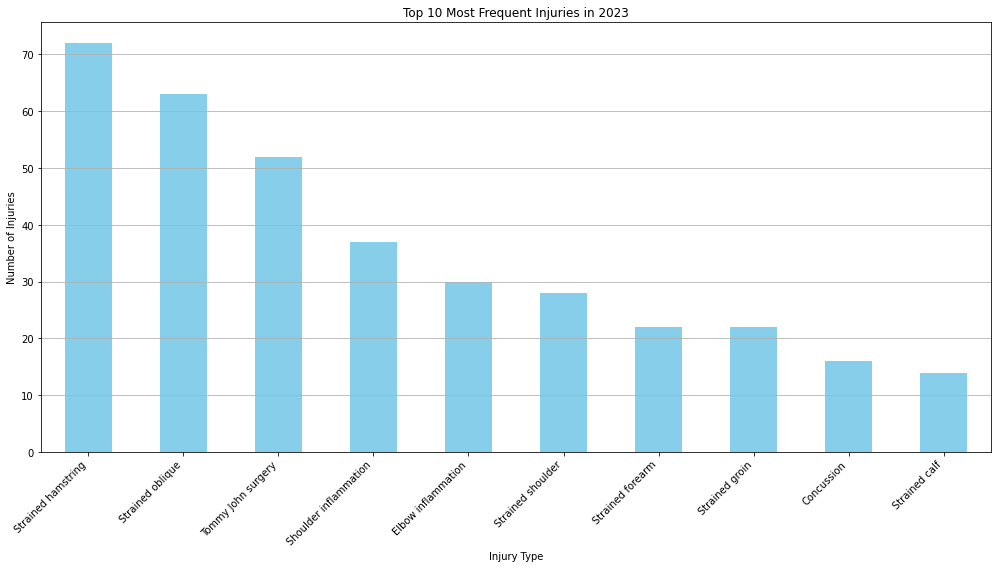 Top 10 Most Frequent Injuries in 2023
Number of Injuries
70
60
50
40
30
20
10
0
Strained hamstring
Strained oblique
Tommy John surgery
Shoulder inflammation
Elbow inflammation
Strained shoulder
Strained forearm
Strained groin
Concussion
Strained calf
Injury Type